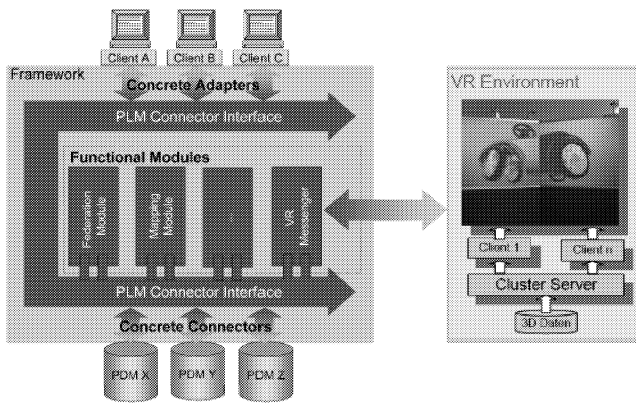 Client A
Client B
Client C
Framework
Concrete Adapters
PLM Connector Interface
Functional Modules
Federation
Module
Mapping
Module
...
VR
Messenger
PLM Connector Interface
Concrete Connectors
PDM X
PDM Y
PDM Z
VR Environment
Client 1
Client n
Cluster Server
3D Daten